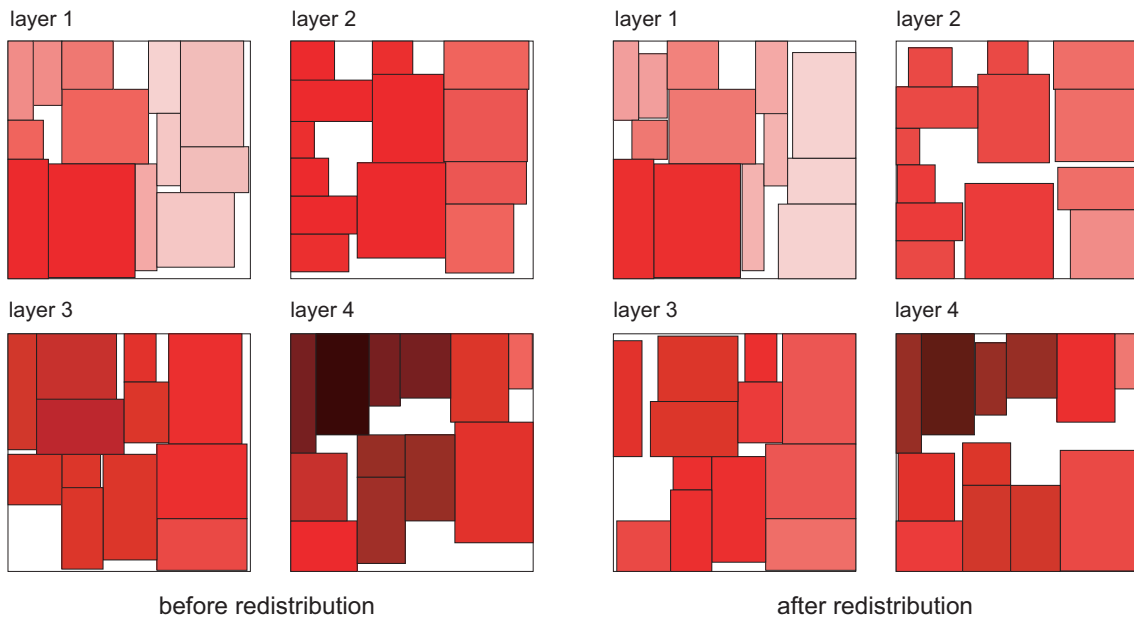 layer 1
layer 2
layer 3
layer 4
before redistribution
layer 1
layer 2
layer 3
layer 4
after redistribution